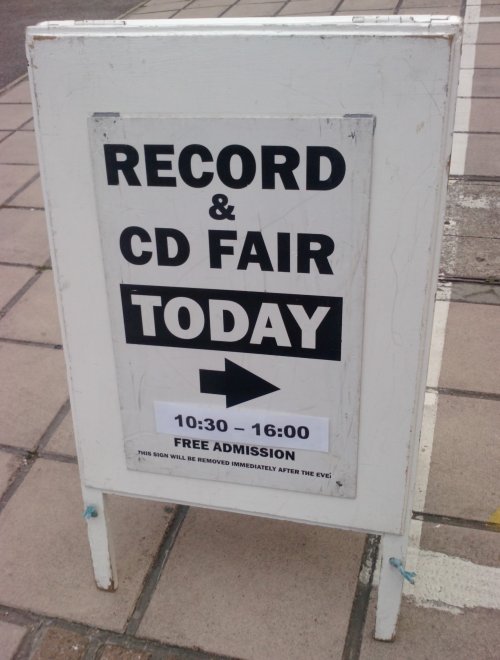 RECORD
&
CD FAIR
TODAY
10:30 – 16:00
FREE ADMISSION
THIS SIGN WILL BE REMOVED IMMEDIATELY AFTER THE